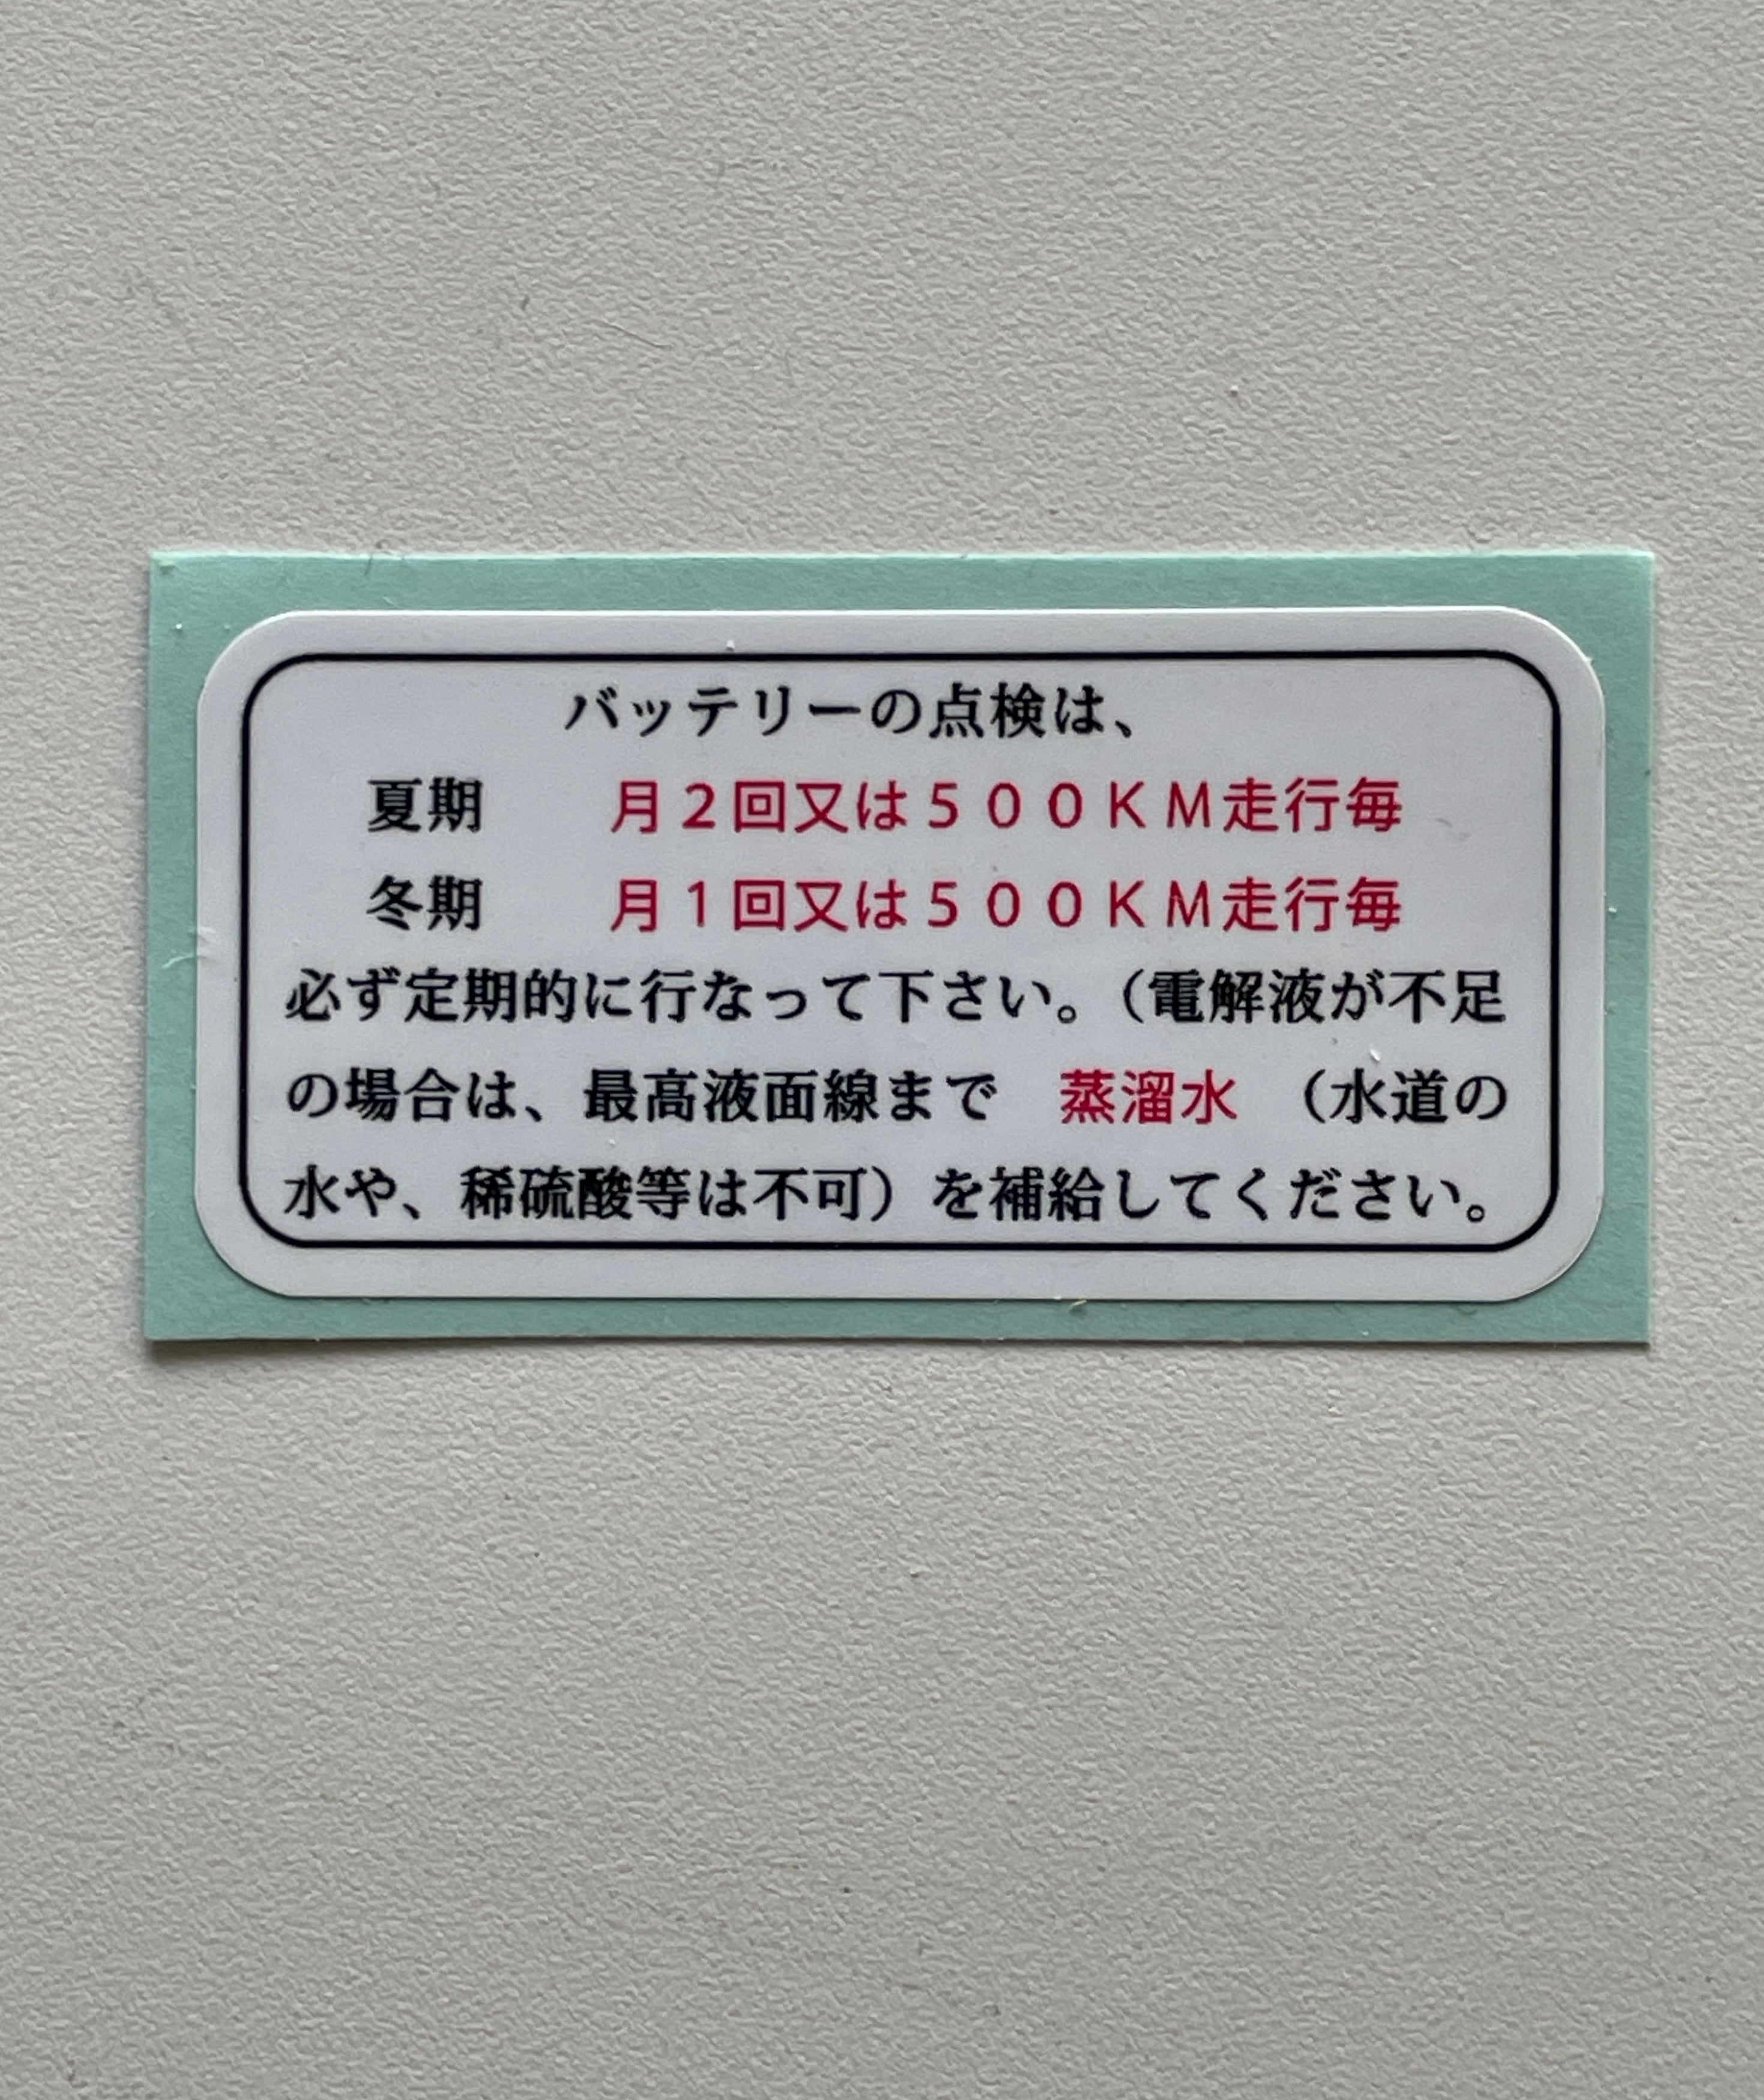 バッテリーの点検は、
夏期　月２回又は５００ＫＭ走行毎
冬期　月１回又は５００ＫＭ走行毎
必ず定期的に行なって下さい。（電解液が不足
の場合は、最高液面線まで　蒸溜水　（水道の
水や、稀硫酸等は不可）を補給してください。